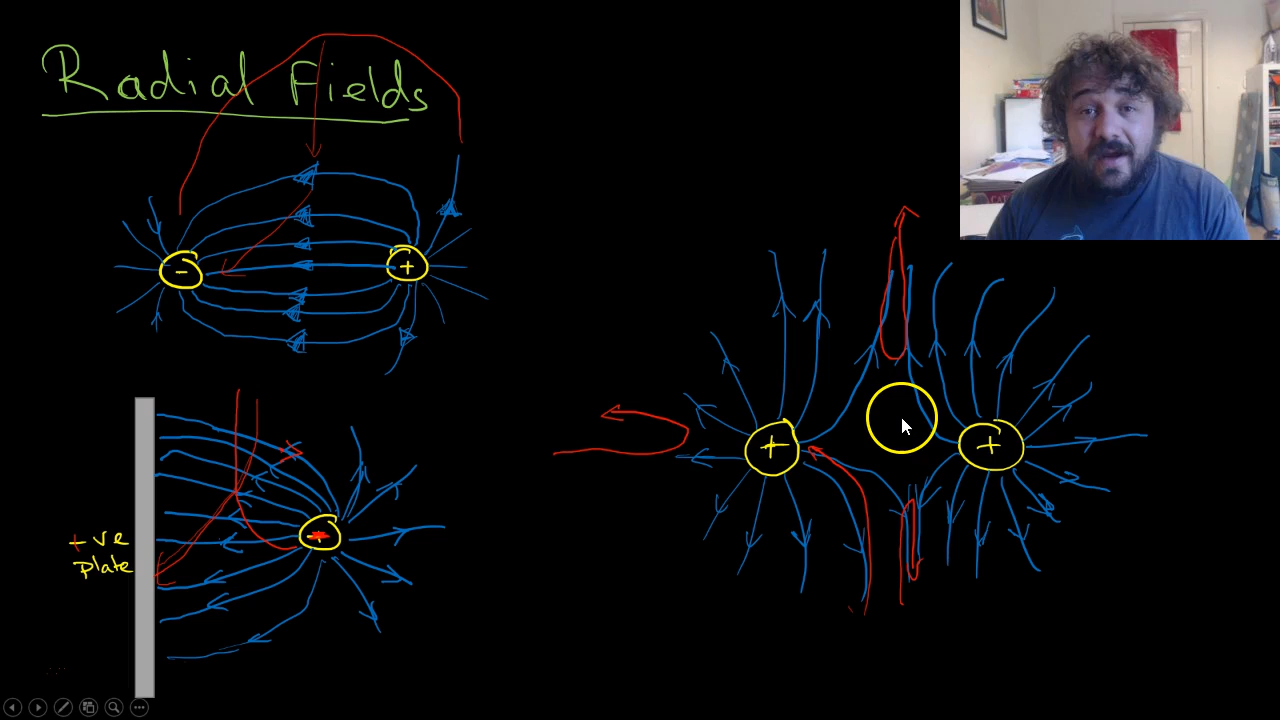 Radial Fields
-
+
+
+
+ve
plate